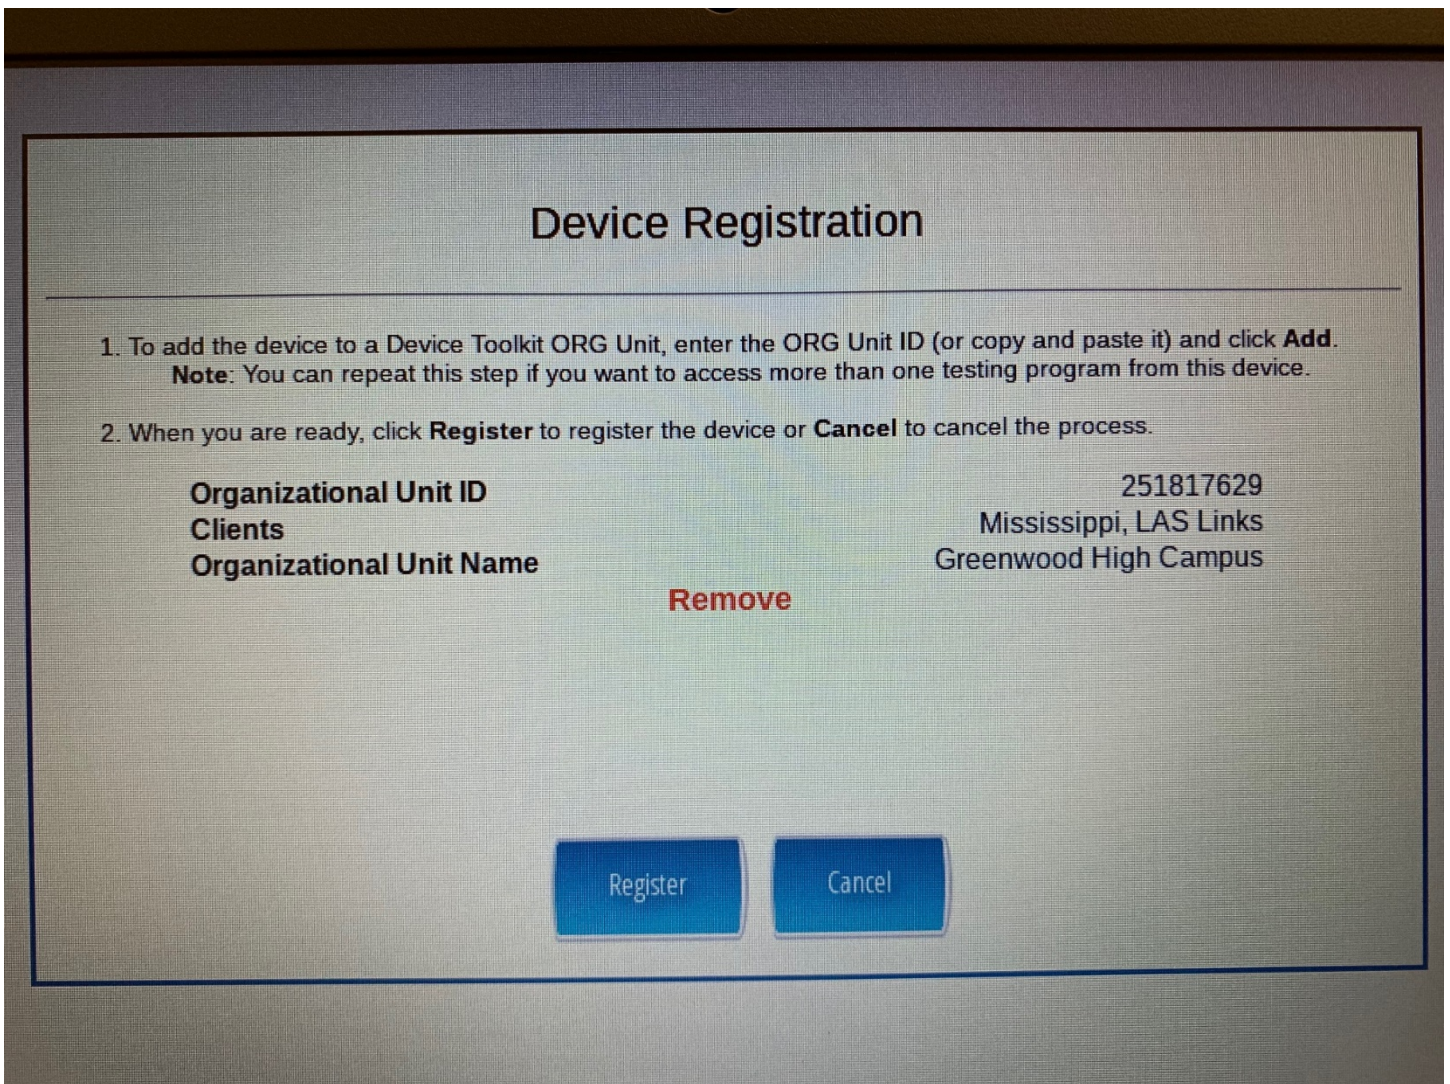 Device Registration
1. To add the device to a Device Toolkit ORG Unit, enter the ORG Unit ID (or copy and paste it) and click Add.
Note: You can repeat this step if you want to access more than one testing program from this device.
2. When you are ready, click Register to register the device or Cancel to cancel the process.
Organizational Unit ID 251817629
Clients Mississippi, LAS Links
Organizational Unit Name Greenwood High Campus
Remove
Register Cancel